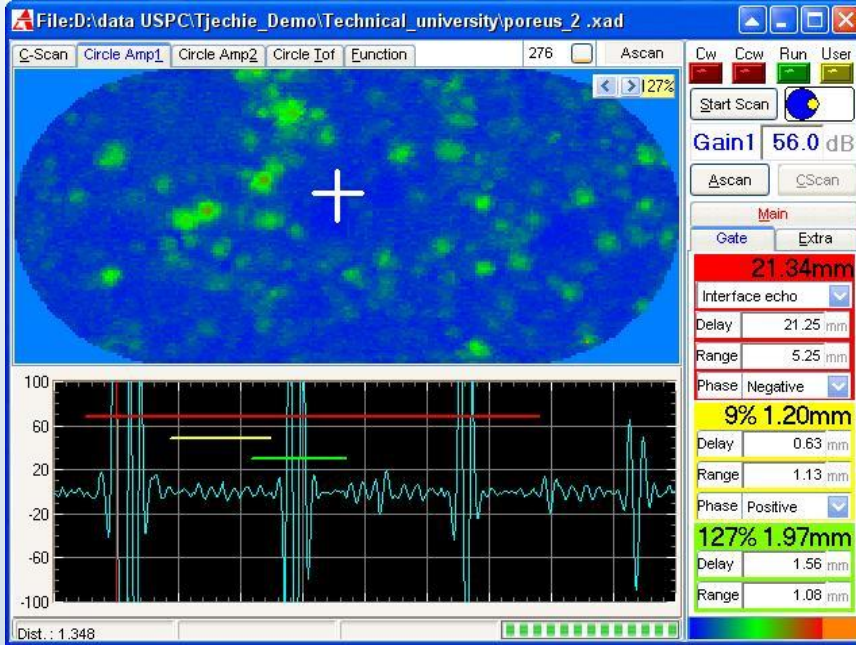 File:D:\data USPC\Tjechie_Demo\Technical_university\poreus_2 .xad
C-Scan Circle Amp1 Circle Amp2 Circle Tof Function 276 Ascan
127%
Cw Ccw Run User
Start Scan
Gain1 56.0 dB
Ascan CScan
Main
Gate Extra
21.34mm
Interface echo
Delay 21.25 mm
Range 5.25 mm
Phase Negative
9% 1.20mm
Delay 0.63 mm
Range 1.13 mm
Phase Positive
127% 1.97mm
Delay 1.56 mm
Range 1.08 mm
100
60
20
-20
-60
-100
Dist. : 1.348